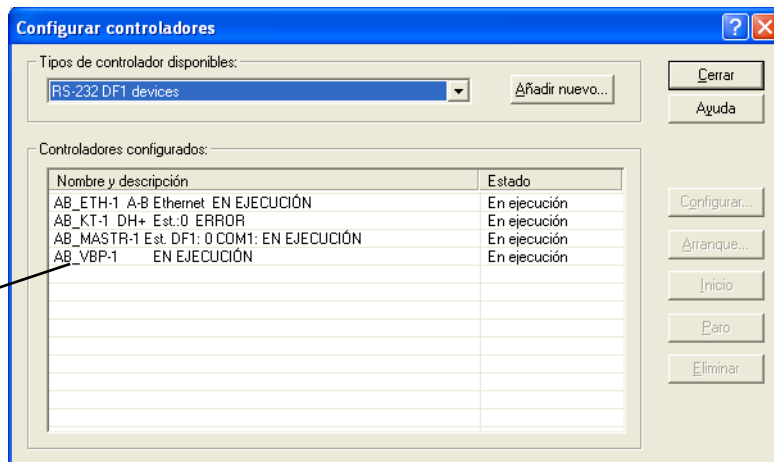 Configurar controladores
Tipos de controlador disponibles:
RS-232 DF1 devices
Añadir nuevo...
Cerrar
Ayuda
Controladores configurados:
Nombre y descripción Estado
AB_ETH-1 A-B Ethernet EN EJECUCIÓN En ejecución
AB_KT-1 DH+ Est.:0 ERROR En ejecución
AB_MASTR-1 Est. DF1: 0 COM1: EN EJECUCIÓN En ejecución
AB_VBP-1 EN EJECUCIÓN En ejecución
Configurar...
Arranque...
Inicio
Paro
Eliminar